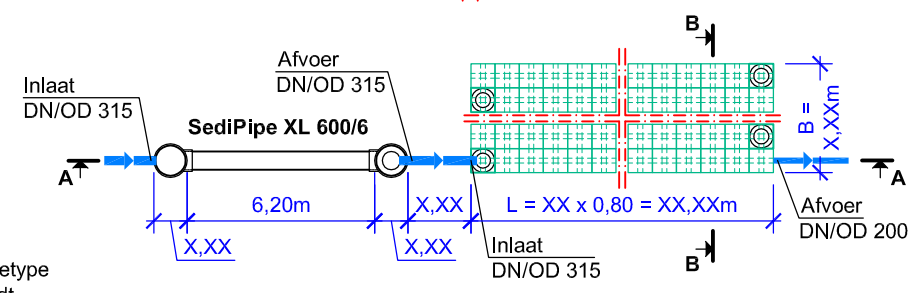 B
Afvoer
DN/OD 315
Inlaat
DN/OD 315
SediPipe XL 600/6
B =
X,XXm
A
A
6,20m
X,XX
L = XX x 0,80 = XX,XXm
Afvoer
DN/OD 200
X,XX
X,XX
Inlaat
DN/OD 315
B
etype